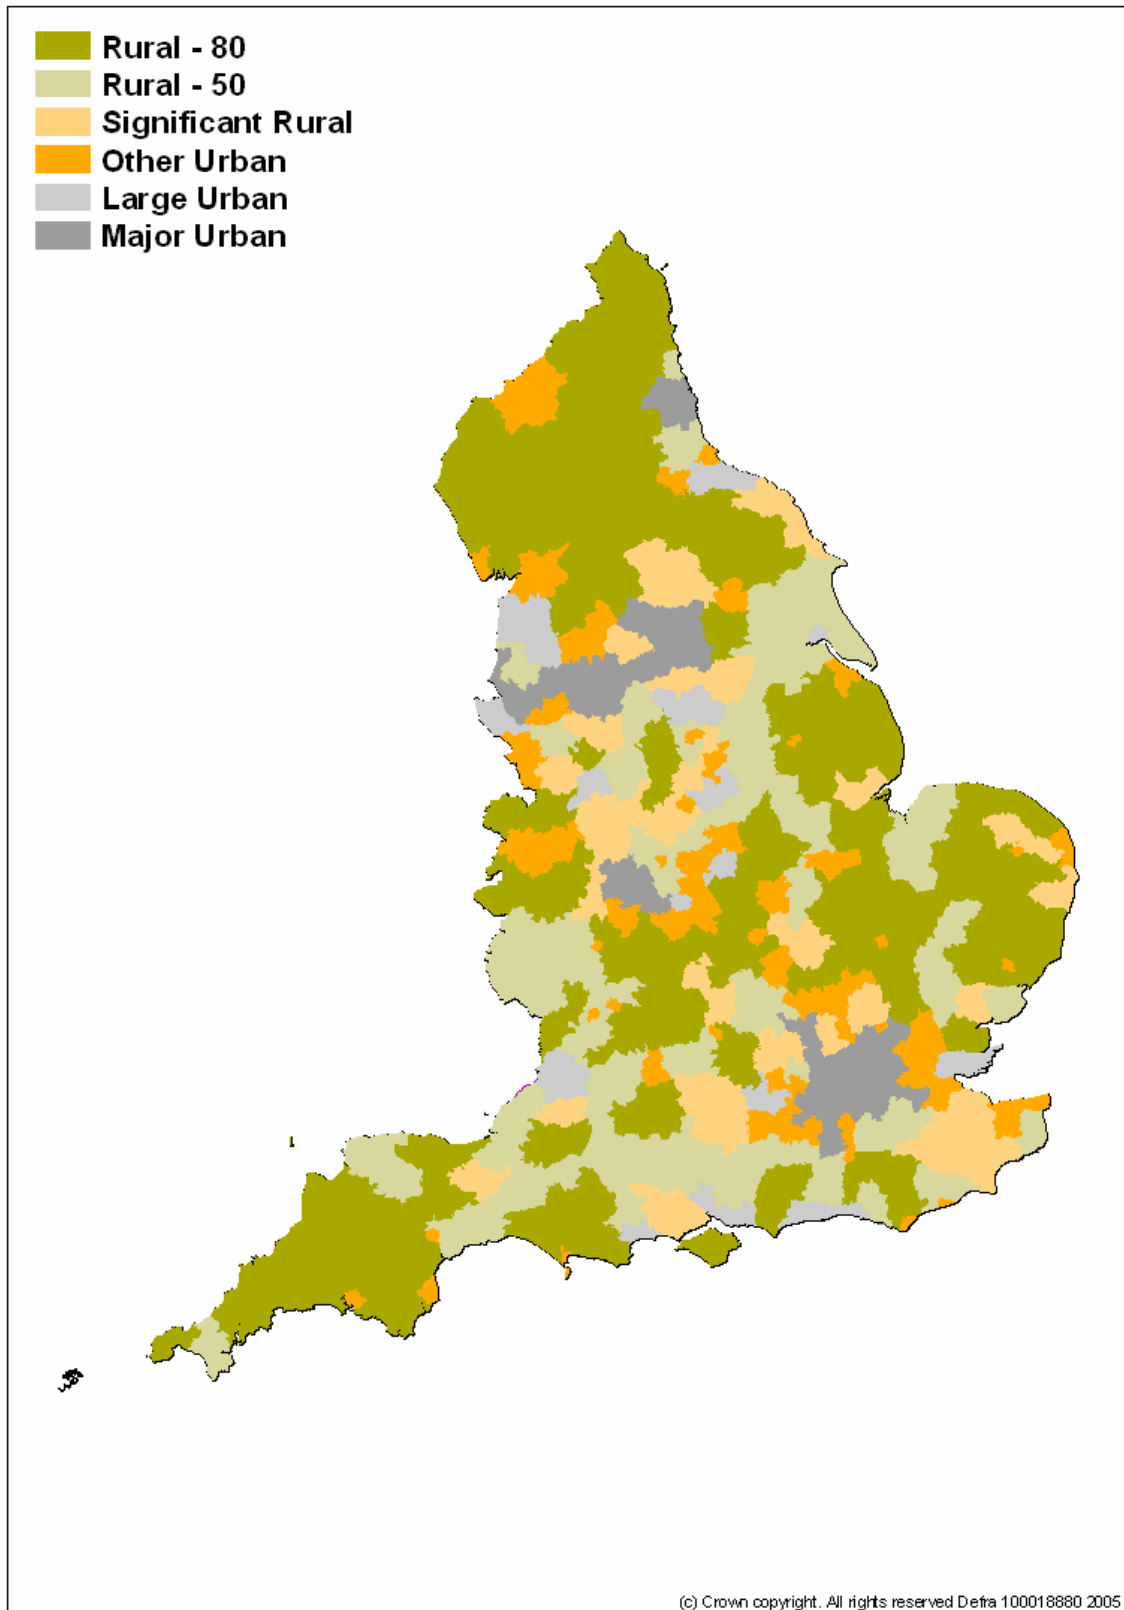 Rural - 80
Rural - 50
Significant Rural
Other Urban
Large Urban
Major Urban
(c) Crown copyright. All rights reserved Defra 100018880 2005